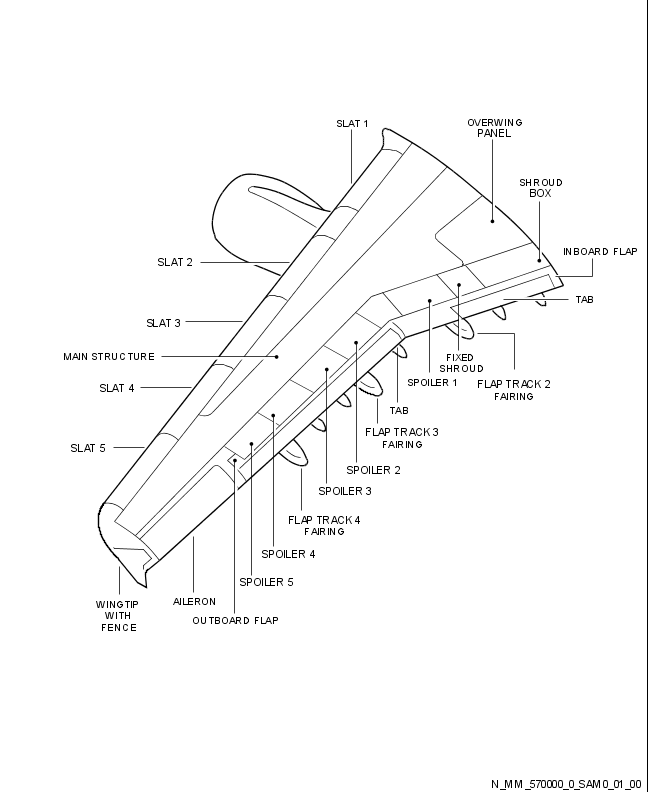 SLAT 1
OVERWING
PANEL
SHROUD
BOX
INBOARD FLAP
SLAT 2
TAB
SLAT 3
MAIN STRUCTURE
FIXED
SHROUD
SPOILER 1
SLAT 4
FLAP TRACK 2
FAIRING
TAB
FLAP TRACK 3
FAIRING
SLAT 5
SPOILER 2
SPOILER 3
FLAP TRACK 4
FAIRING
SPOILER 4
SPOILER 5
WINGTIP
WITH
FENCE
AILERON
OUTBOARD FLAP
N_MM_570000_0_SAM0_01_00